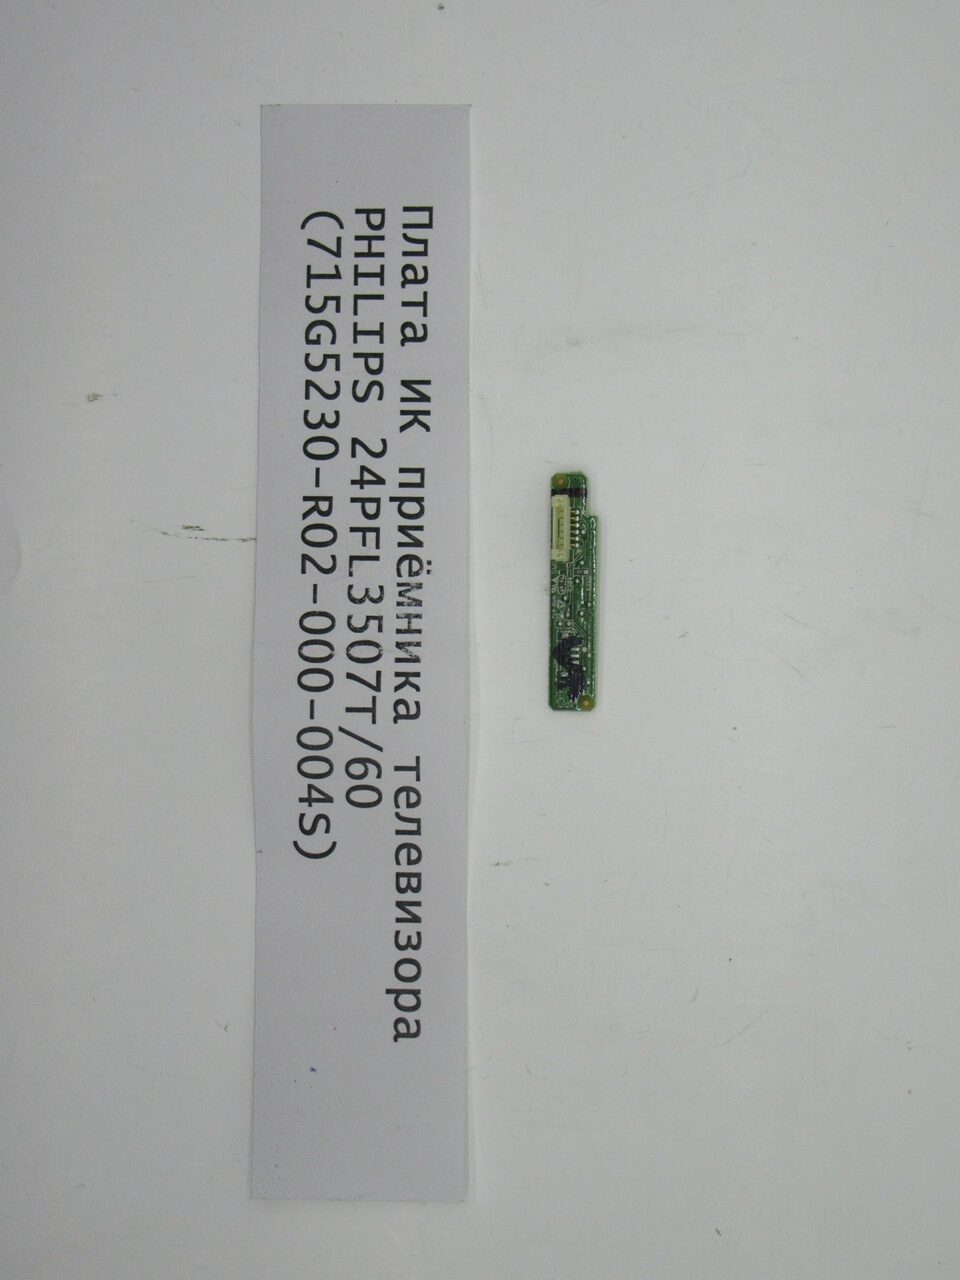 Плата ИК приёмника телевизора
PHILIPS 24PFL3507T/60
(715G5230-R02-000-004S)